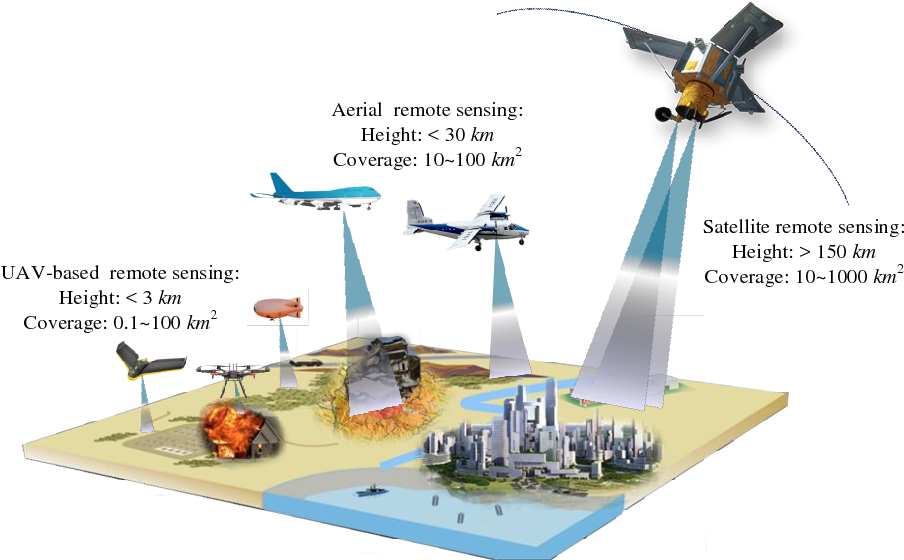 Aerial remote sensing:
Height: < 30 km
Coverage: 10~100 km²
Satellite remote sensing:
Height: > 150 km
Coverage: 10~1000 km²
UAV-based remote sensing:
Height: < 3 km
Coverage: 0.1~100 km²